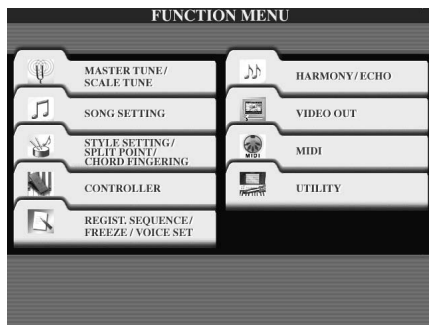 FUNCTION MENU
MASTER TUNE/
SCALE TUNE
SONG SETTING
STYLE SETTING/
SPLIT POINT/
CHORD FINGERING
CONTROLLER
REGIST. SEQUENCE/
FREEZE / VOICE SET
HARMONY/ ECHO
VIDEO OUT
MIDI
MIDI
UTILITY